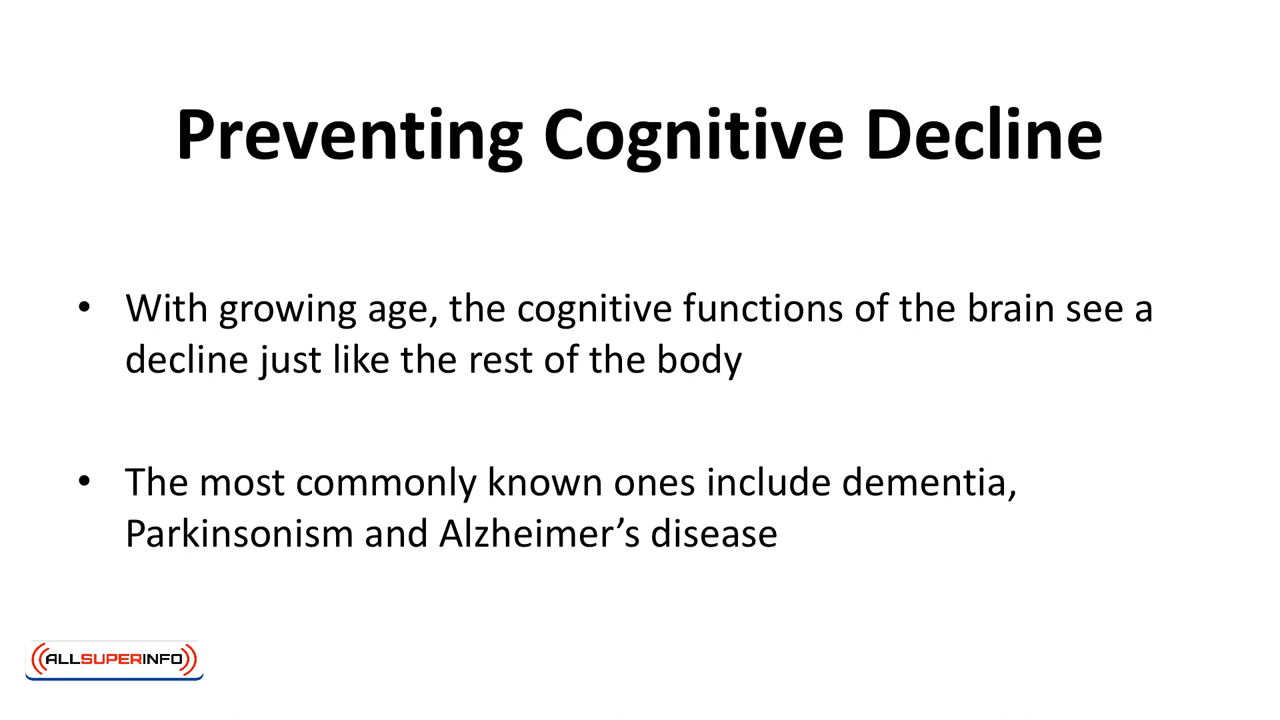 Preventing Cognitive Decline
• With growing age, the cognitive functions of the brain see a
decline just like the rest of the body
• The most commonly known ones include dementia,
Parkinsonism and Alzheimer’s disease
ALLSUPERINFO